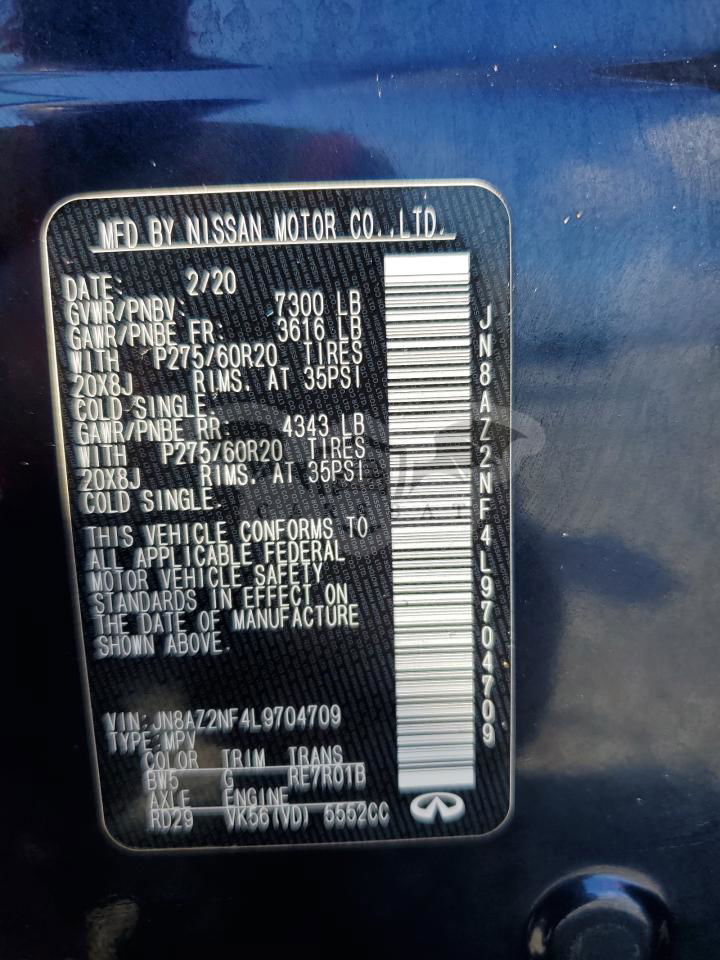 MFD BY NISSAN MOTOR CO.,LTD.
DATE: 2/20
GVWR/PNBV: 7300 LB
GAWR/PNBE FR: 3616 LB
WITH P275/60R20 TIRES
20X8J RIMS. AT 35PSI
COLD SINGLE.
GAWR/PNBE RR: 4343 LB
WITH P275/60R20 TIRES
20X8J RIMS. AT 35PSI
COLD SINGLE.
THIS VEHICLE CONFORMS TO
ALL APPLICABLE FEDERAL
MOTOR VEHICLE SAFETY
STANDARDS IN EFFECT ON
THE DATE OF MANUFACTURE
SHOWN ABOVE.
VIN: JN8AZ2NF4L9704709
TYPE: MPV
COLOR TRIM TRANS
BW5 G RE7R01B
AXLE ENGINE
RD29 VK56(VD) 5552CC
JN8AZ2NF4L9704709